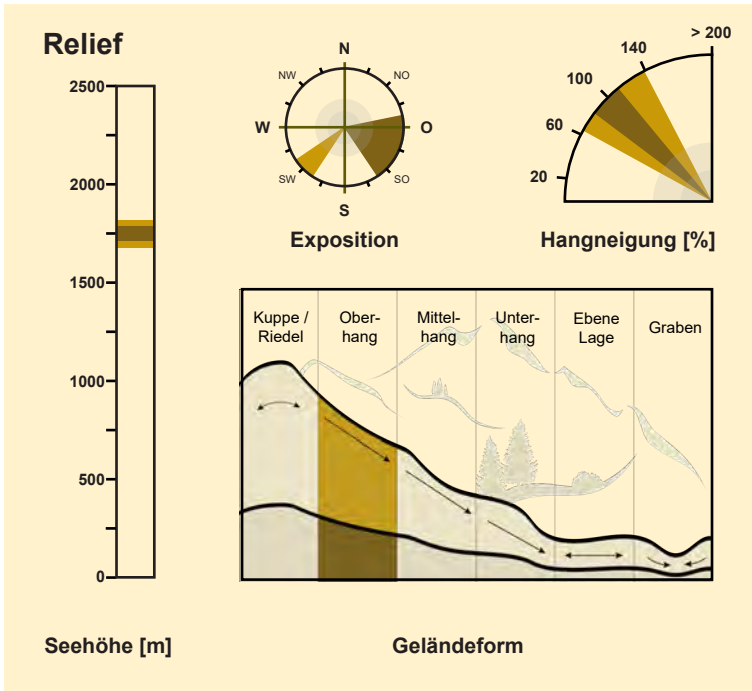 Relief
2500
2000
1500
1000
500
0
Seehöhe [m]
N
NW
NO
W
O
SW
SO
S
Exposition
> 200
140
100
60
20
Hangneigung [%]
Kuppe /
Riedel
Ober-
hang
Mittel-
hang
Unter-
hang
Ebene
Lage
Graben
Geländeform